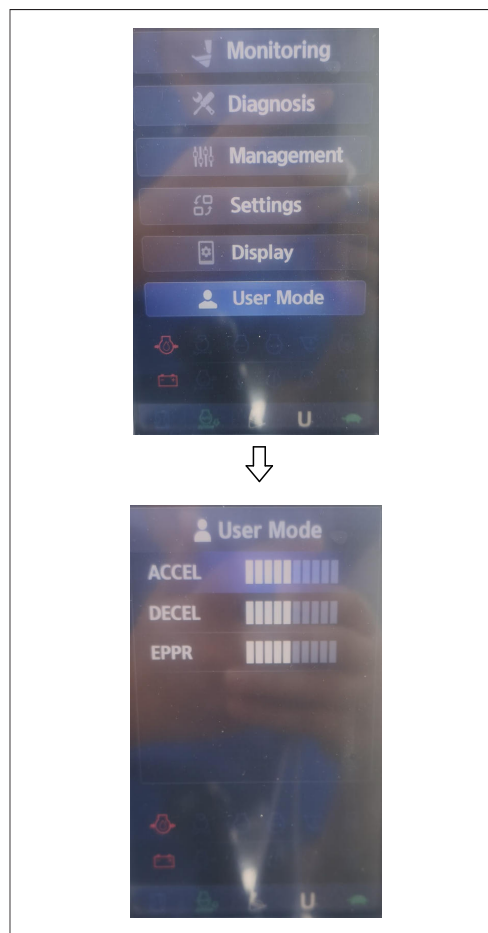 Monitoring
Diagnosis
Management
Settings
Display
User Mode
U
User Mode
ACCEL
DECEL
EPPR
U